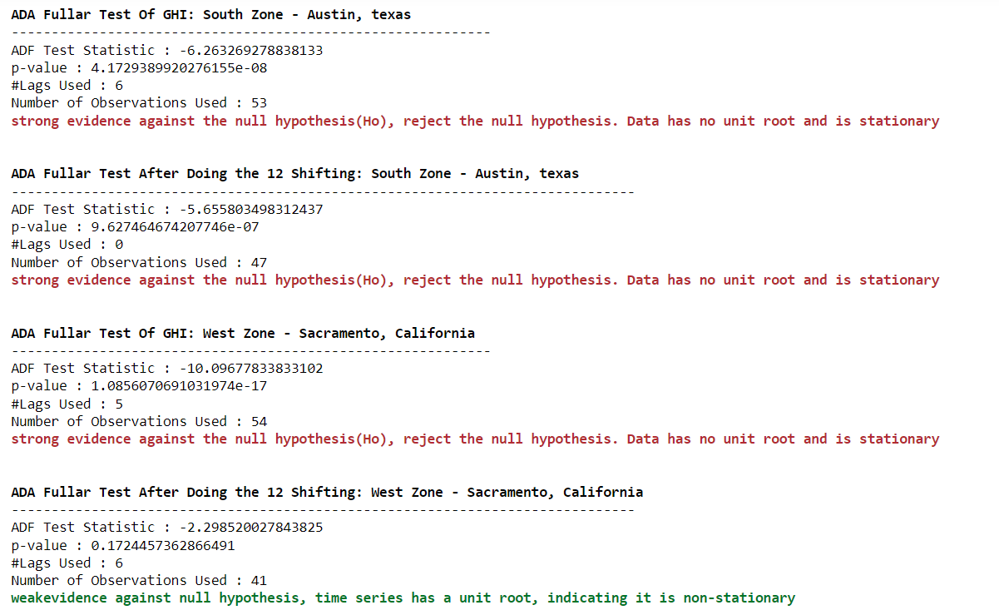 ADA Fullar Test Of GHI: South Zone - Austin, texas
------------------------------------------------------------
ADF Test Statistic : -6.263269278838133
p-value : 4.1729389920276155e-08
#Lags Used : 6
Number of Observations Used : 53
strong evidence against the null hypothesis(Ho), reject the null hypothesis. Data has no unit root and is stationary
ADA Fullar Test After Doing the 12 Shifting: South Zone - Austin, texas
------------------------------------------------------------------------------
ADF Test Statistic : -5.655803498312437
p-value : 9.627464674207746e-07
#Lags Used : 0
Number of Observations Used : 47
strong evidence against the null hypothesis(Ho), reject the null hypothesis. Data has no unit root and is stationary
ADA Fullar Test Of GHI: West Zone - Sacramento, California
------------------------------------------------------------
ADF Test Statistic : -10.09677833833102
p-value : 1.0856070691031974e-17
#Lags Used : 5
Number of Observations Used : 54
strong evidence against the null hypothesis(Ho), reject the null hypothesis. Data has no unit root and is stationary
ADA Fullar Test After Doing the 12 Shifting: West Zone - Sacramento, California
------------------------------------------------------------------------------
ADF Test Statistic : -2.298520027843825
p-value : 0.1724457362866491
#Lags Used : 6
Number of Observations Used : 41
weakevidence against null hypothesis, time series has a unit root, indicating it is non-stationary